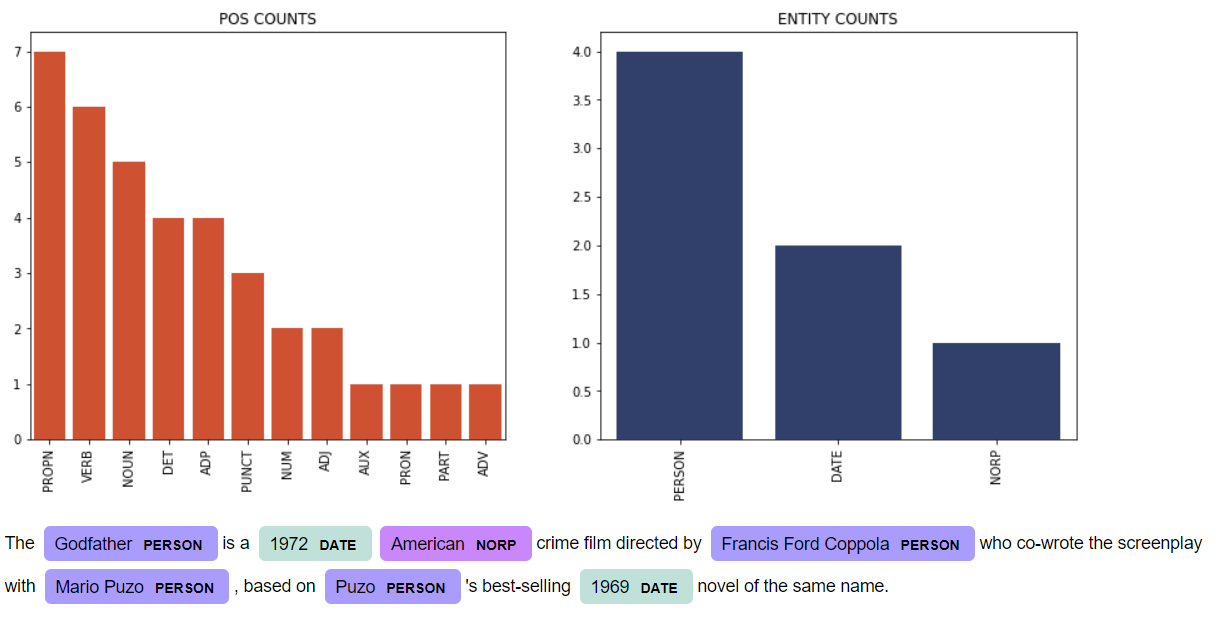 POS COUNTS
7
6
5
4
3
2
1
0
PROPN
VERB
NOUN
DET
ADP
PUNCT
NUM
ADJ
AUX
PRON
PART
ADV
ENTITY COUNTS
4.0
3.5
3.0
2.5
2.0
1.5
1.0
0.5
0.0
PERSON
DATE
NORP
The Godfather PERSON is a 1972 DATE American NORP crime film directed by Francis Ford Coppola PERSON who co-wrote the screenplay
with Mario Puzo PERSON , based on Puzo PERSON 's best-selling 1969 DATE novel of the same name.